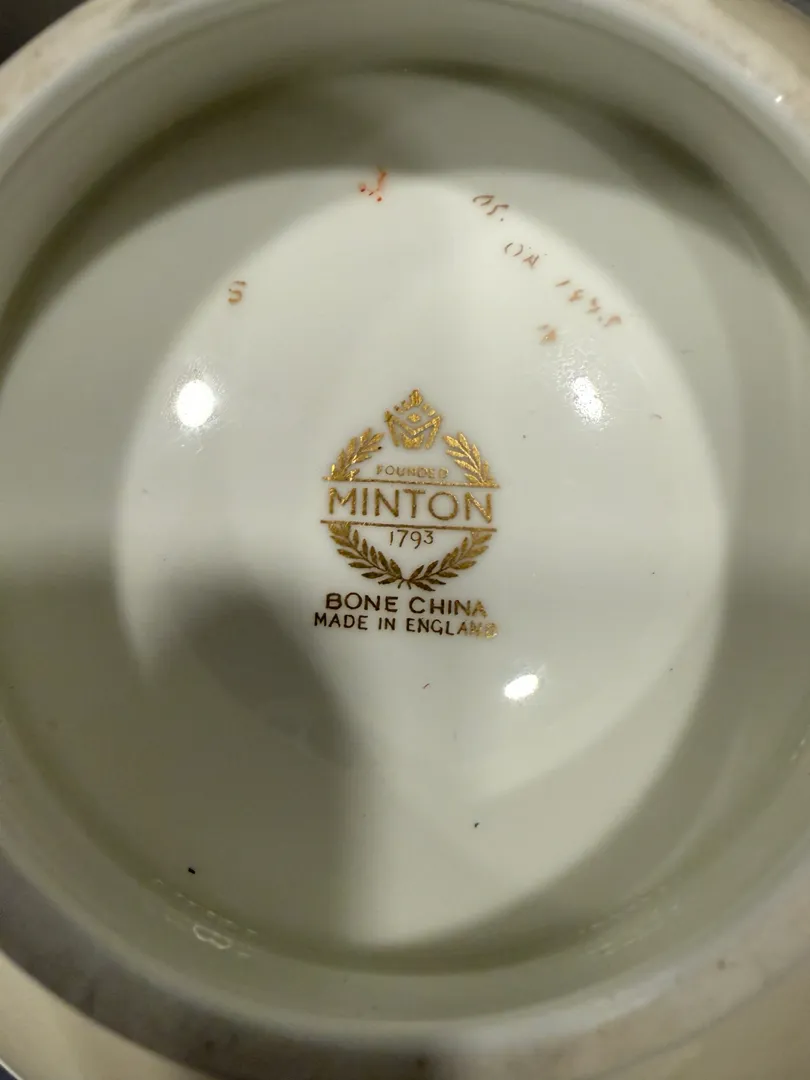 S
FOUNDED
MINTON
1793
BONE CHINA
MADE IN ENGLAND